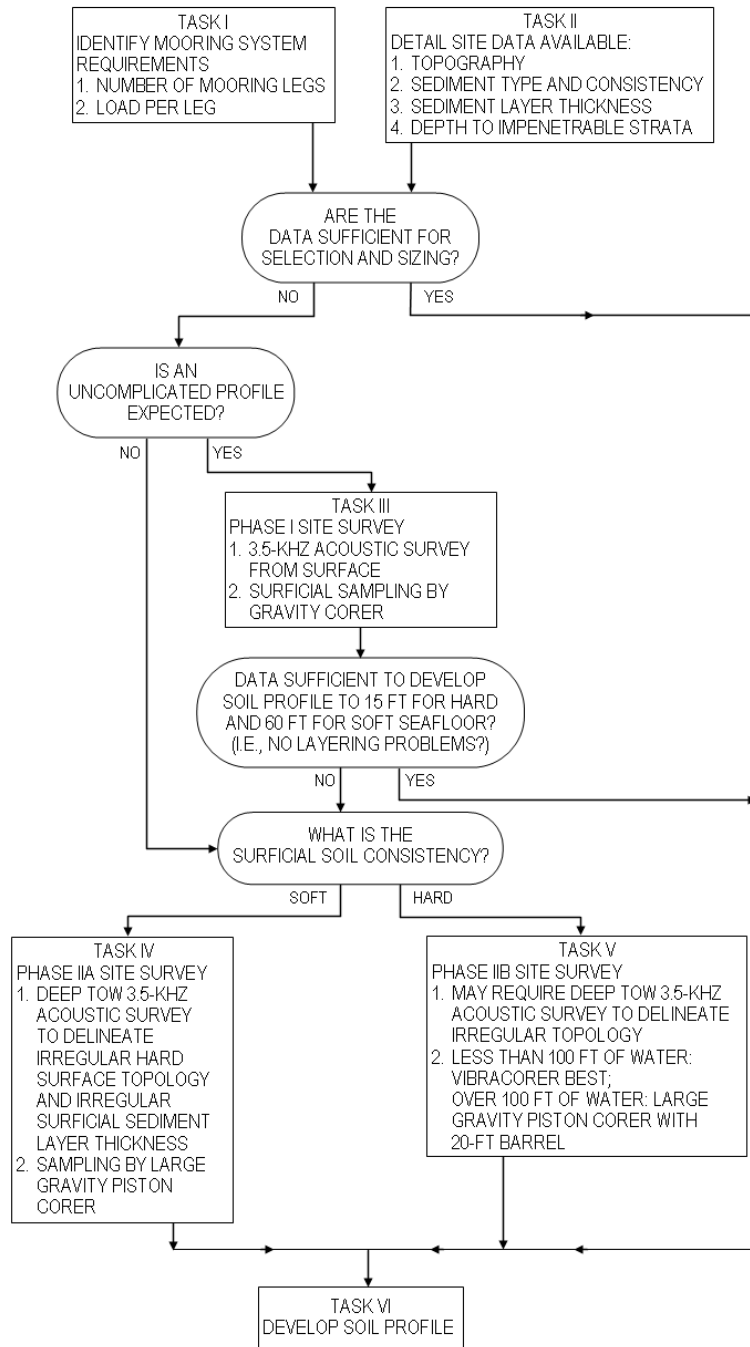 TASK I
IDENTIFY MOORING SYSTEM
REQUIREMENTS
1. NUMBER OF MOORING LEGS
2. LOAD PER LEG
TASK II
DETAIL SITE DATA AVAILABLE:
1. TOPOGRAPHY
2. SEDIMENT TYPE AND CONSISTENCY
3. SEDIMENT LAYER THICKNESS
4. DEPTH TO IMPENETRABLE STRATA
ARE THE
DATA SUFFICIENT FOR
SELECTION AND SIZING?
NO
YES
IS AN
UNCOMPLICATED PROFILE
EXPECTED?
NO
YES
TASK III
PHASE I SITE SURVEY
1. 3.5-KHZ ACOUSTIC SURVEY
FROM SURFACE
2. SURFICIAL SAMPLING BY
GRAVITY CORER
DATA SUFFICIENT TO DEVELOP
SOIL PROFILE TO 15 FT FOR HARD
AND 60 FT FOR SOFT SEAFLOOR?
(I.E., NO LAYERING PROBLEMS?)
NO
YES
WHAT IS THE
SURFICIAL SOIL CONSISTENCY?
SOFT
HARD
TASK IV
PHASE IIA SITE SURVEY
1. DEEP TOW 3.5-KHZ
ACOUSTIC SURVEY
TO DELINEATE
IRREGULAR HARD
SURFACE TOPOLOGY
AND IRREGULAR
SURFICIAL SEDIMENT
LAYER THICKNESS
2. SAMPLING BY LARGE
GRAVITY PISTON
CORER
TASK V
PHASE IIB SITE SURVEY
1. MAY REQUIRE DEEP TOW 3.5-KHZ
ACOUSTIC SURVEY TO DELINEATE
IRREGULAR TOPOLOGY
2. LESS THAN 100 FT OF WATER:
VIBRACORER BEST;
OVER 100 FT OF WATER: LARGE
GRAVITY PISTON CORER WITH
20-FT BARREL
TASK VI
DEVELOP SOIL PROFILE